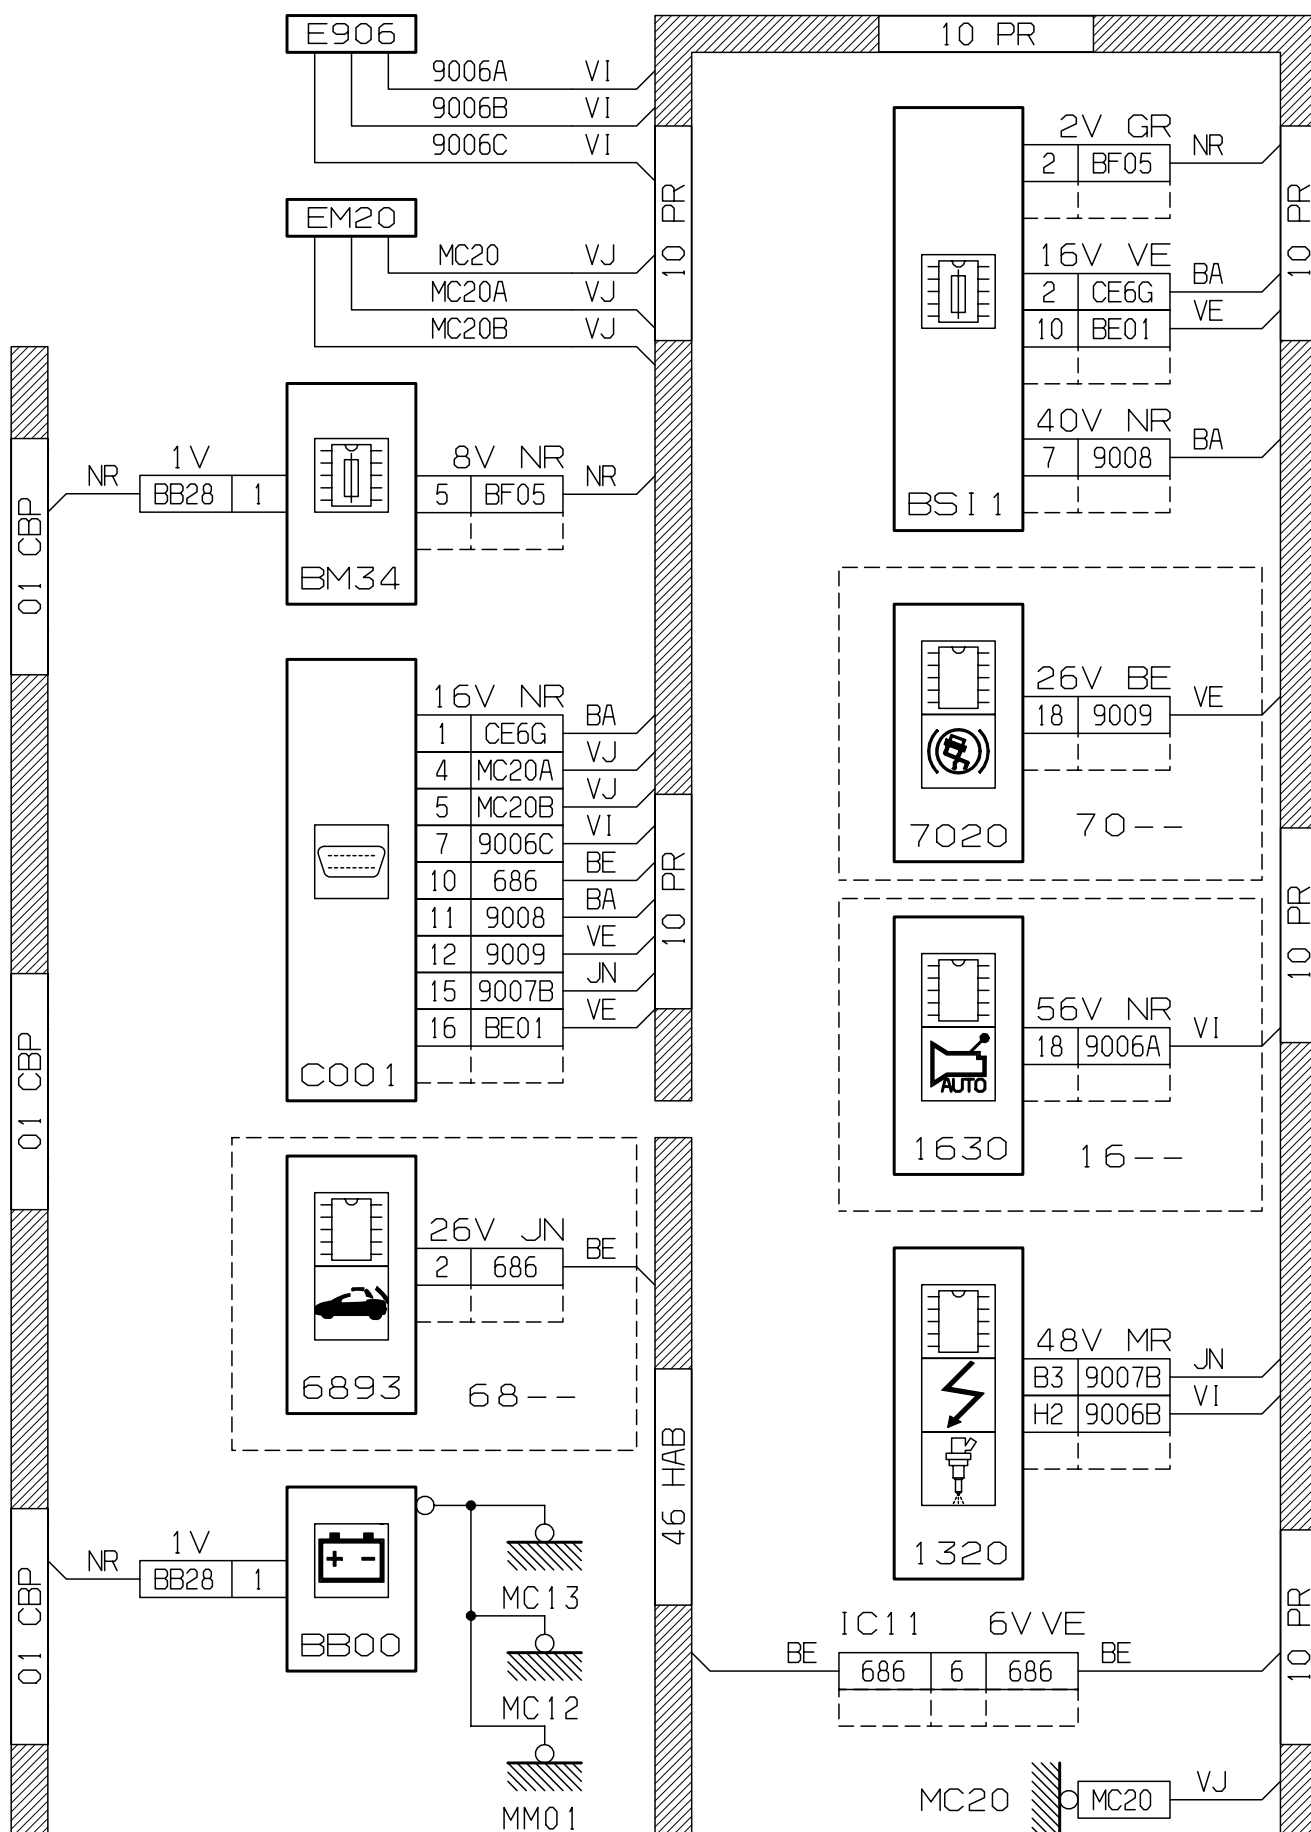 E906
9006A VI
9006B VI
9006C VI
EM20
MC20 VJ
MC20A VJ
MC20B VJ
10 PR
10 PR
01 CBP
NR
1V
BB28 1
8V NR
5 BF05
NR
BM34
16V NR
1 CE6G BA
4 MC20A VJ
5 MC20B VJ
7 9006C VI
10 686 BE
11 9008 BA
12 9009 VE
15 9007B JN
16 BE01 VE
C001
10 PR
01 CBP
26V JN
2 686 BE
6893
68--
46 HAB
01 CBP
NR
1V
BB28 1
BB00
MC13
MC12
MM01
2V GR
2 BF05 NR
16V VE
2 CE6G BA
10 BE01 VE
40V NR
7 9008 BA
BSI1
10 PR
26V BE
18 9009 VE
7020
70--
10 PR
56V NR
18 9006A VI
AUTO
1630
16--
48V MR
B3 9007B JN
H2 9006B VI
1320
IC11 6V VE
BE 686 6 686 BE
10 PR
MC20 MC20 VJ